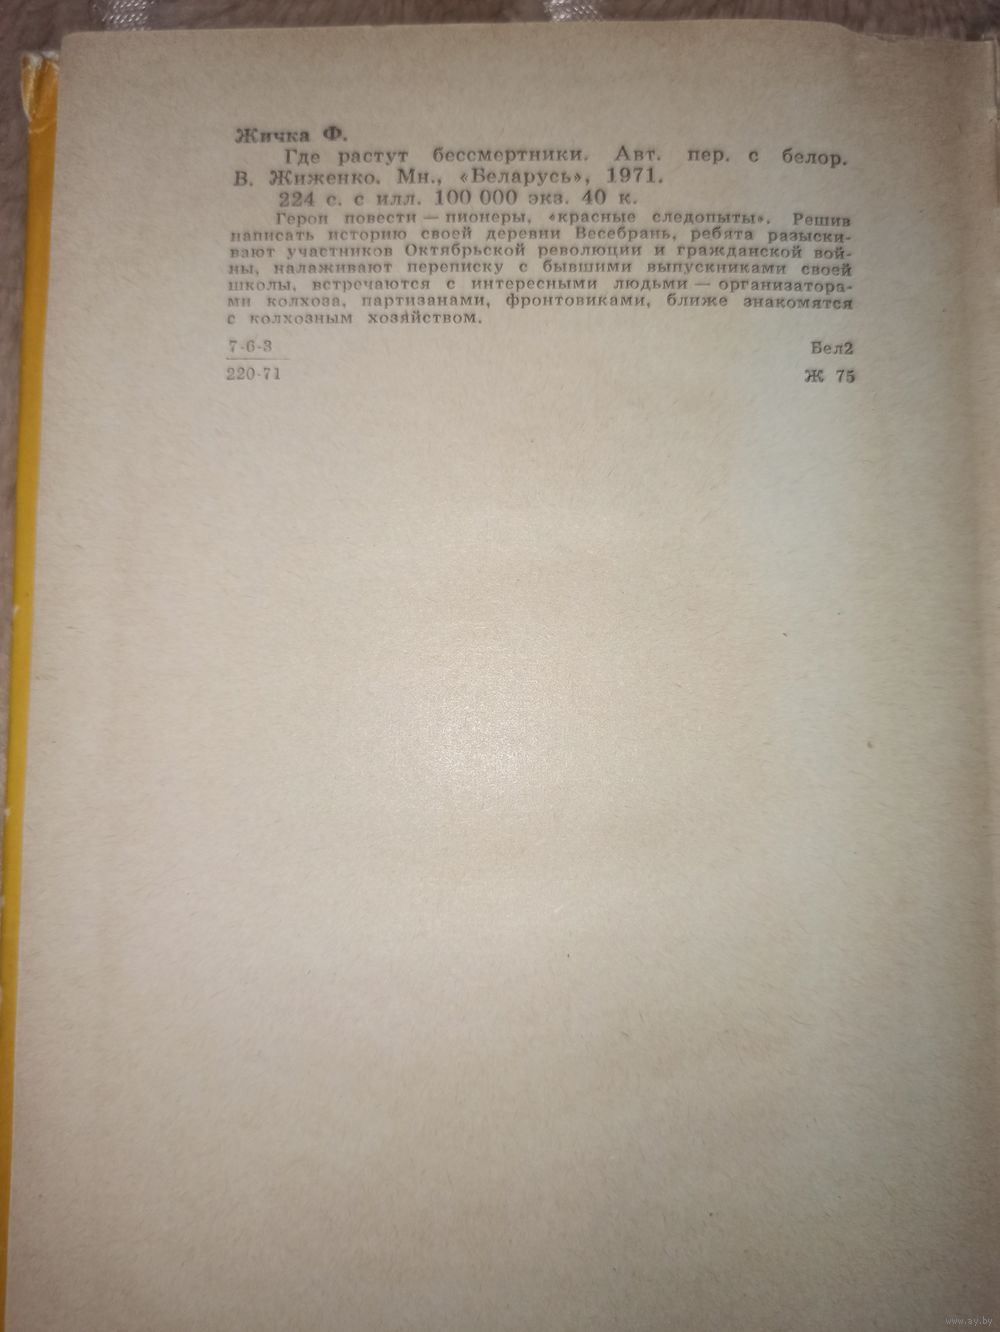 Жичка Ф.
Где растут бессмертники. Авт. пер. с белор.
В. Жиженко. Мн., «Беларусь», 1971.
224 с. с илл. 100 000 экз. 40 к.
Герои повести — пионеры, «красные следопыты». Решив
написать историю своей деревни Весебрань, ребята разыски-
вают участников Октябрьской революции и гражданской вой-
ны, налаживают переписку с бывшими выпускниками своей
школы, встречаются с интересными людьми — организатора-
ми колхоза, партизанами, фронтовиками, ближе знакомятся
с колхозным хозяйством.
7-6-3 Бел2
220-71 Ж 75
www.ay.by